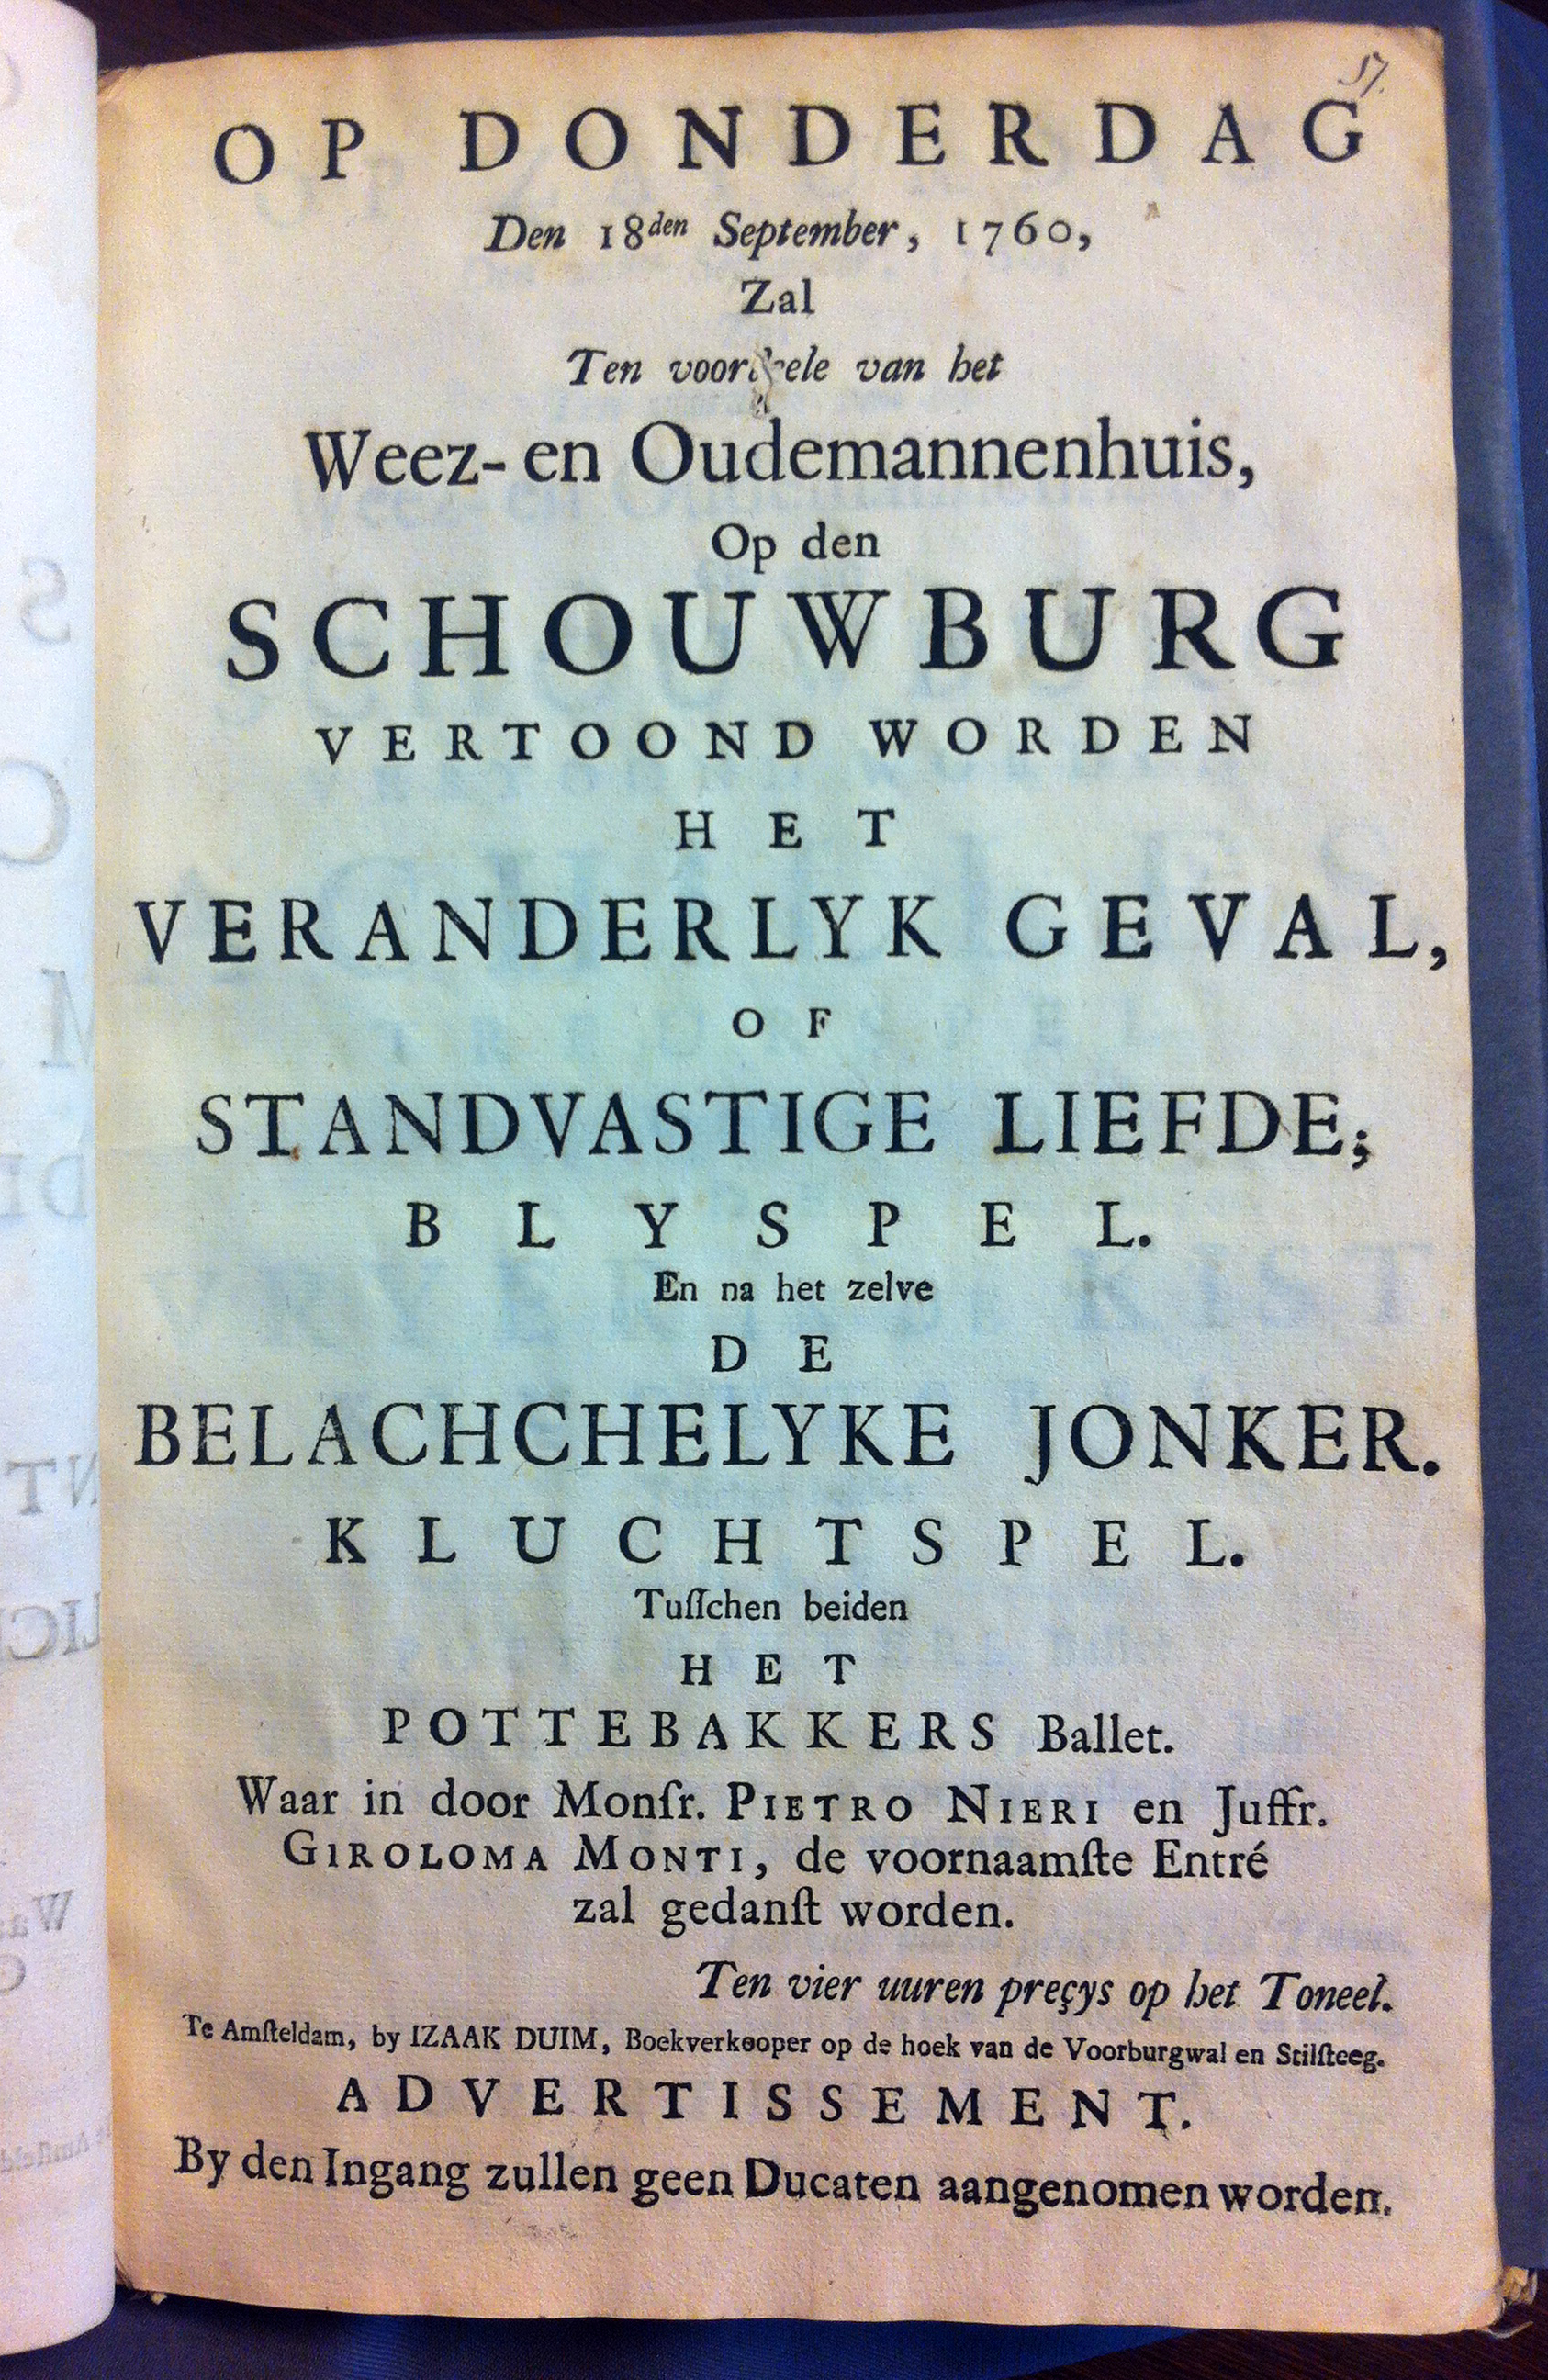 57.
OP DONDERDAG
Den 18den September, 1760,
Zal
Ten voordeele van het
Weez- en Oudemannenhuis,
Op den
SCHOUWBURG
VERTOOND WORDEN
HET
VERANDERLYK GEVAL,
OF
STANDVASTIGE LIEFDE;
BLYSPEL.
En na het zelve
DE
BELACHCHELYKE JONKER.
KLUCHTSPEL.
Tuſſchen beiden
HET
POTTEBAKKERS Ballet.
Waar in door Monſr. PIETRO NIERI en Juffr.
GIROLOMA MONTI, de voornaamſte Entré
zal gedanſt worden.
Ten vier uuren preçys op het Toneel.
Te Amſteldam, by IZAAK DUIM, Boekverkooper op de hoek van de Voorburgwal en Stilſteeg.
ADVERTISSEMENT.
By den Ingang zullen geen Ducaten aangenomen worden.